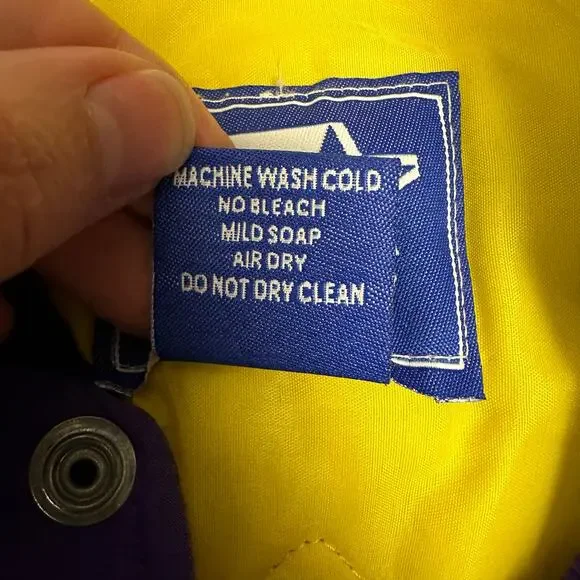 MACHINE WASH COLD
NO BLEACH
MILD SOAP
AIR DRY
DO NOT DRY CLEAN